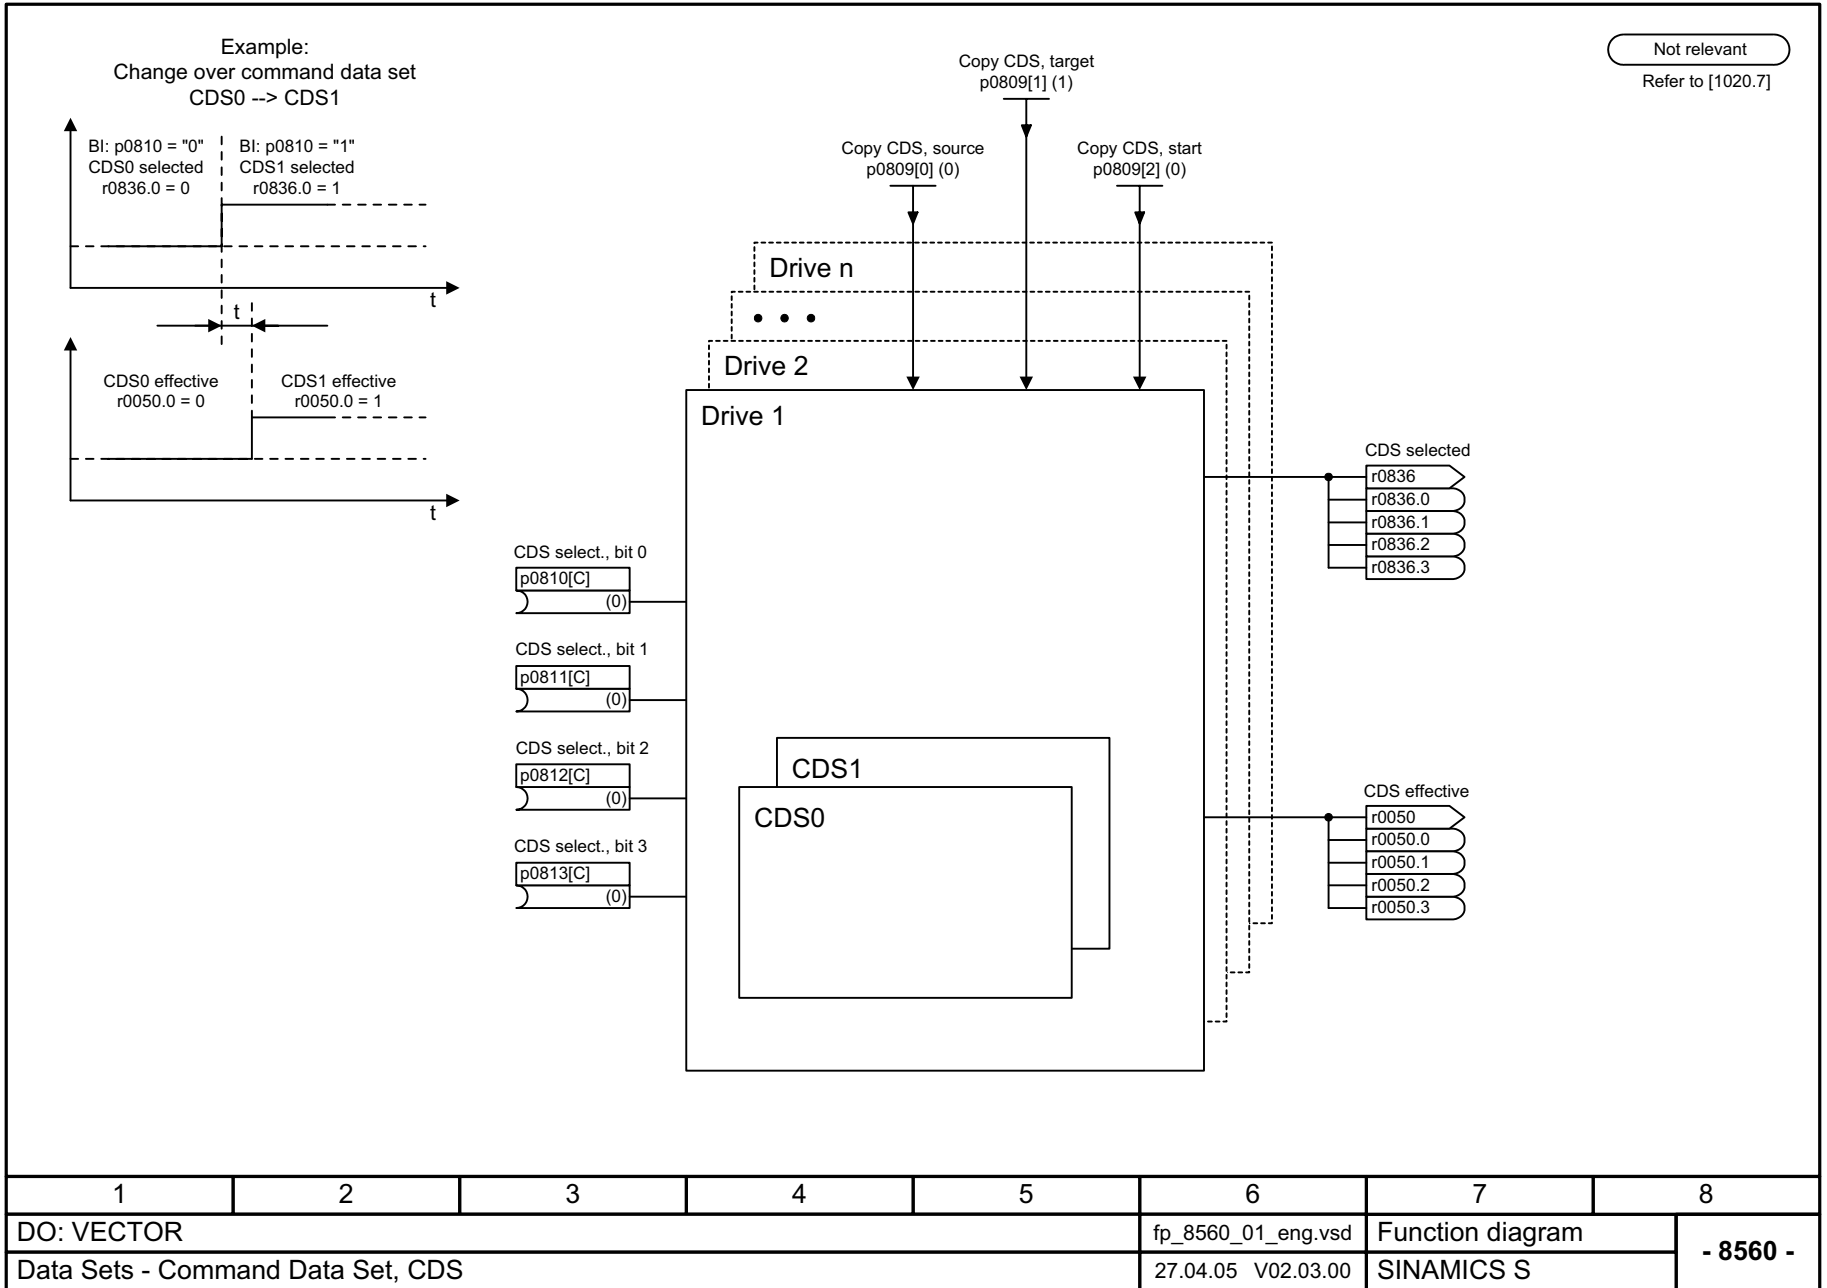 Example:
Change over command data set
CDS0 --> CDS1
BI: p0810 = "0"
CDS0 selected
r0836.0 = 0
BI: p0810 = "1"
CDS1 selected
r0836.0 = 1
t
t
CDS0 effective
r0050.0 = 0
CDS1 effective
r0050.0 = 1
t
Copy CDS, target
p0809[1] (1)
Copy CDS, source
p0809[0] (0)
Copy CDS, start
p0809[2] (0)
Not relevant
Refer to [1020.7]
Drive n
• • •
Drive 2
Drive 1
CDS select., bit 0
p0810[C]
(0)
CDS select., bit 1
p0811[C]
(0)
CDS select., bit 2
p0812[C]
(0)
CDS select., bit 3
p0813[C]
(0)
CDS1
CDS0
CDS selected
r0836
r0836.0
r0836.1
r0836.2
r0836.3
CDS effective
r0050
r0050.0
r0050.1
r0050.2
r0050.3
1 2 3 4 5 6 7 8
DO: VECTOR
fp_8560_01_eng.vsd
Function diagram
- 8560 -
Data Sets - Command Data Set, CDS
27.04.05 V02.03.00
SINAMICS S